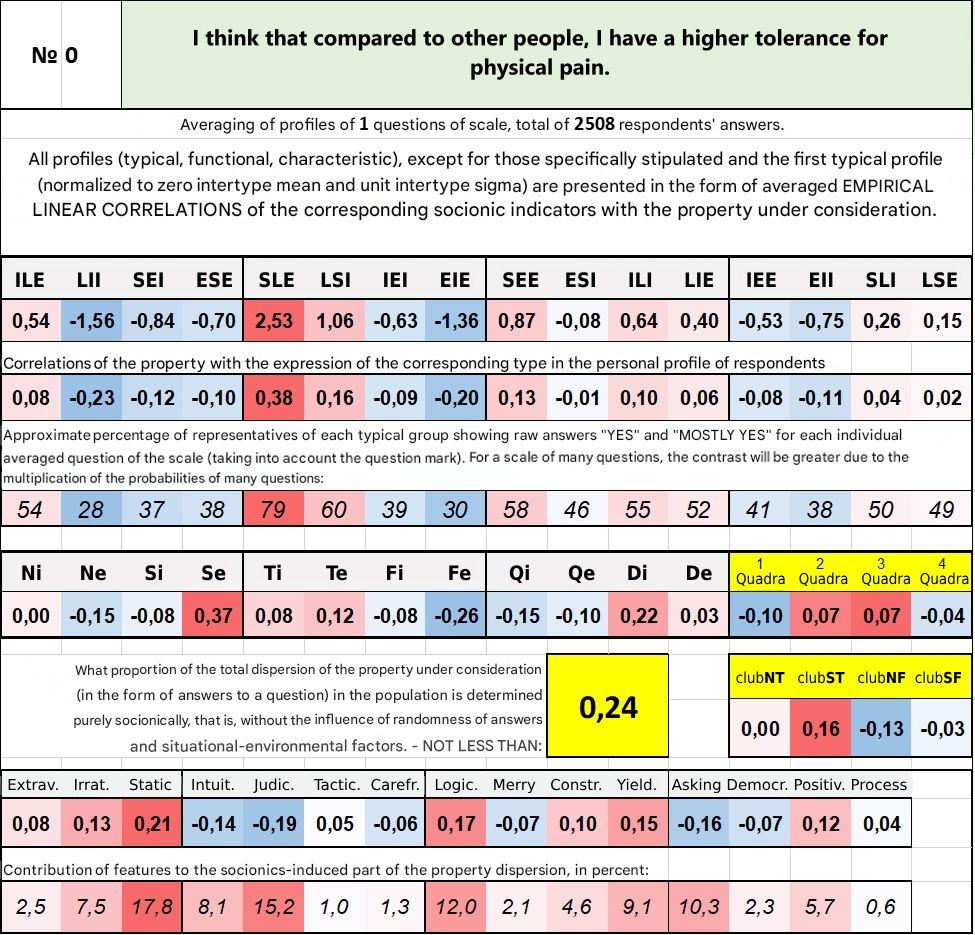 № 0
I think that compared to other people, I have a higher tolerance for
physical pain.
Averaging of profiles of 1 questions of scale, total of 2508 respondents' answers.
All profiles (typical, functional, characteristic), except for those specifically stipulated and the first typical profile
(normalized to zero intertype mean and unit intertype sigma) are presented in the form of averaged EMPIRICAL
LINEAR CORRELATIONS of the corresponding socionic indicators with the property under consideration.
ILE LII SEI ESE SLE LSI IEI EIE SEE ESI ILI LIE IEE EII SLI LSE
0,54 -1,56 -0,84 -0,70 2,53 1,06 -0,63 -1,36 0,87 -0,08 0,64 0,40 -0,53 -0,75 0,26 0,15
Correlations of the property with the expression of the corresponding type in the personal profile of respondents
0,08 -0,23 -0,12 -0,10 0,38 0,16 -0,09 -0,20 0,13 -0,01 0,10 0,06 -0,08 -0,11 0,04 0,02
Approximate percentage of representatives of each typical group showing raw answers "YES" and "MOSTLY YES" for each individual
averaged question of the scale (taking into account the question mark). For a scale of many questions, the contrast will be greater due to the
multiplication of the probabilities of many questions:
54 28 37 38 79 60 39 30 58 46 55 52 41 38 50 49
Ni Ne Si Se Ti Te Fi Fe Qi Qe Di De 1 Quadra 2 Quadra 3 Quadra 4 Quadra
0,00 -0,15 -0,08 0,37 0,08 0,12 -0,08 -0,26 -0,15 -0,10 0,22 0,03 -0,10 0,07 0,07 -0,04
What proportion of the total dispersion of the property under consideration
(in the form of answers to a question) in the population is determined
purely socionically, that is, without the influence of randomness of answers
and situational-environmental factors. - NOT LESS THAN:
0,24
clubNT clubST clubNF clubSF
0,00 0,16 -0,13 -0,03
Extrav. Irrat. Static Intuit. Judic. Tactic. Carefr. Logic. Merry Constr. Yield. Asking Democr. Positiv. Process
0,08 0,13 0,21 -0,14 -0,19 0,05 -0,06 0,17 -0,07 0,10 0,15 -0,16 -0,07 0,12 0,04
Contribution of features to the socionics-induced part of the property dispersion, in percent:
2,5 7,5 17,8 8,1 15,2 1,0 1,3 12,0 2,1 4,6 9,1 10,3 2,3 5,7 0,6